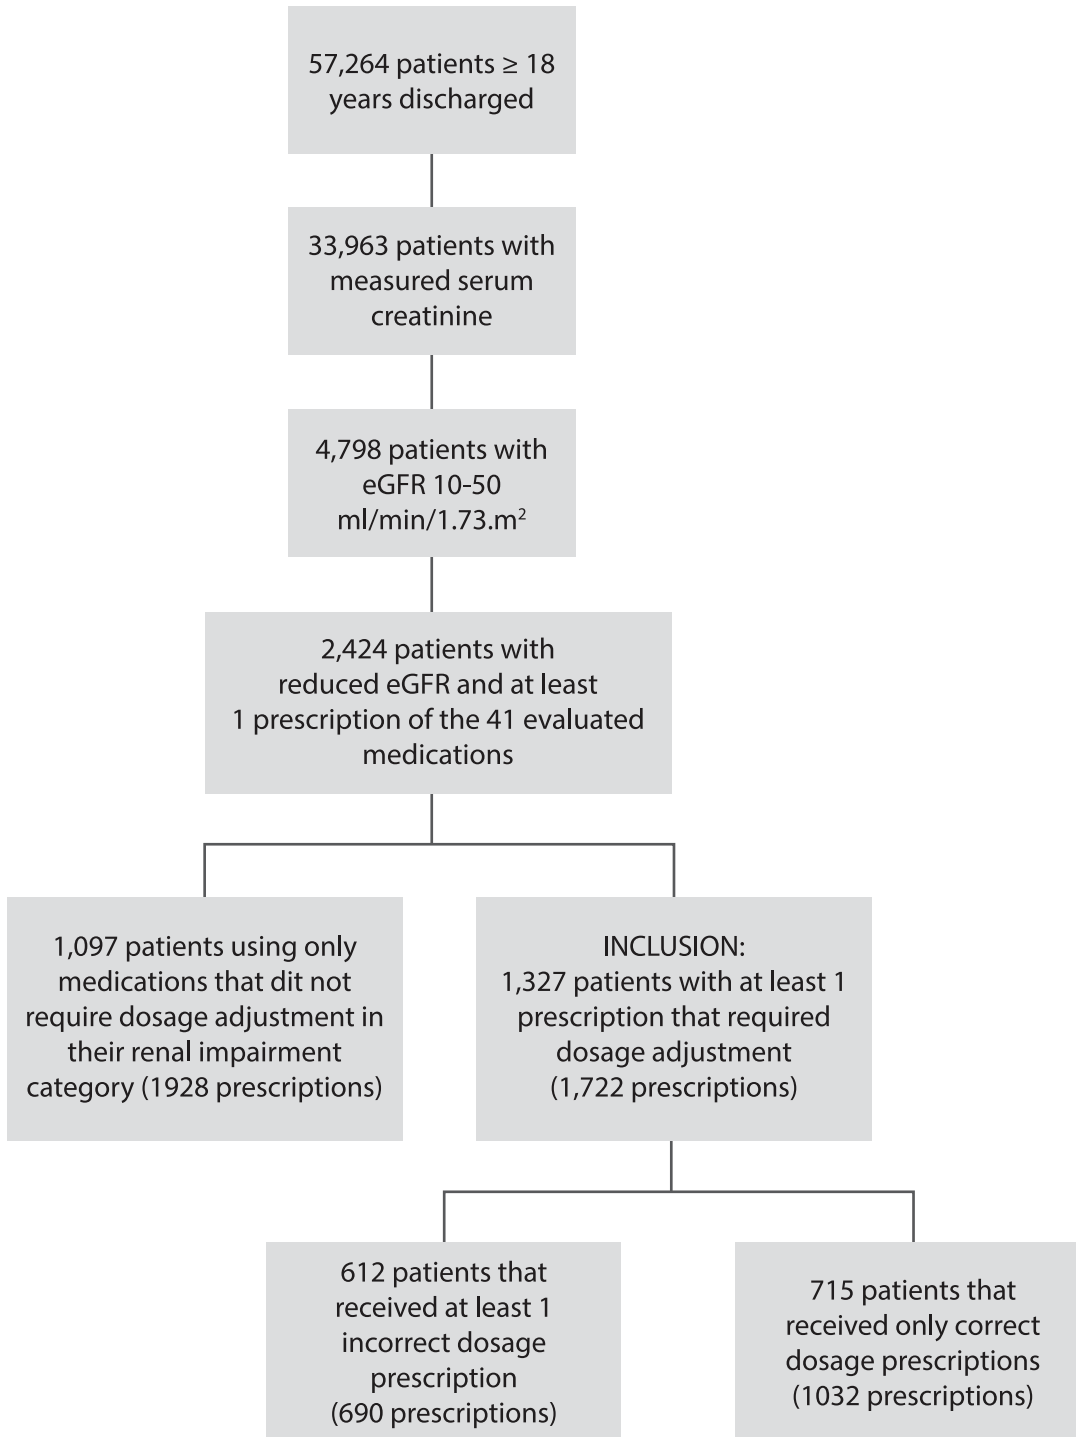 57,264 patients ≥ 18
years discharged
33,963 patients with
measured serum
creatinine
4,798 patients with
eGFR 10-50
ml/min/1.73.m²
2,424 patients with
reduced eGFR and at least
1 prescription of the 41 evaluated
medications
1,097 patients using only
medications that dit not
require dosage adjustment in
their renal impairment
category (1928 prescriptions)
INCLUSION:
1,327 patients with at least 1
prescription that required
dosage adjustment
(1,722 prescriptions)
612 patients that
received at least 1
incorrect dosage
prescription
(690 prescriptions)
715 patients that
received only correct
dosage prescriptions
(1032 prescriptions)